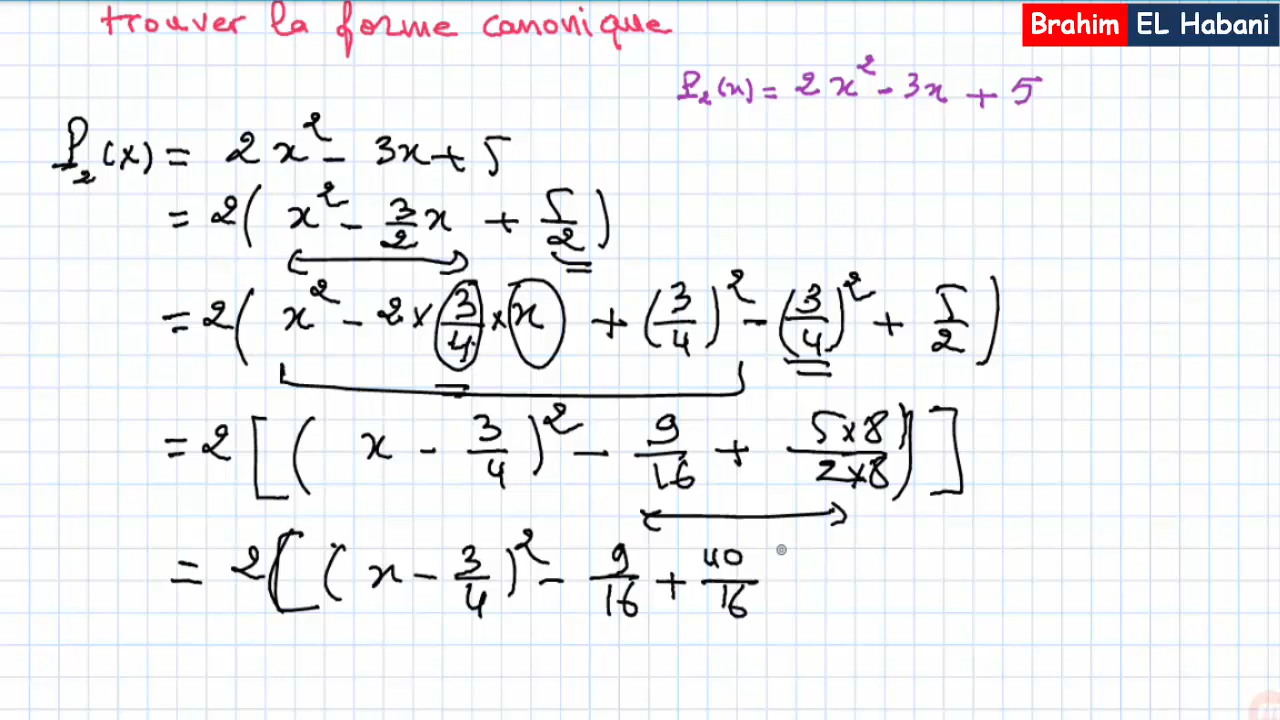 trouver la forme canonique
Brahim EL Habani
P₂(x) = 2x² - 3x + 5
P₂(x) = 2x² - 3x + 5
= 2( x² - 3/2 x + 5/2 )
= 2( x² - 2 × 3/4 × x + (3/4)² - (3/4)² + 5/2 )
= 2 [ ( x - 3/4 )² - 9/16 + 5×8/2×8 ) ]
= 2 [ ( x - 3/4 )² - 9/16 + 40/16